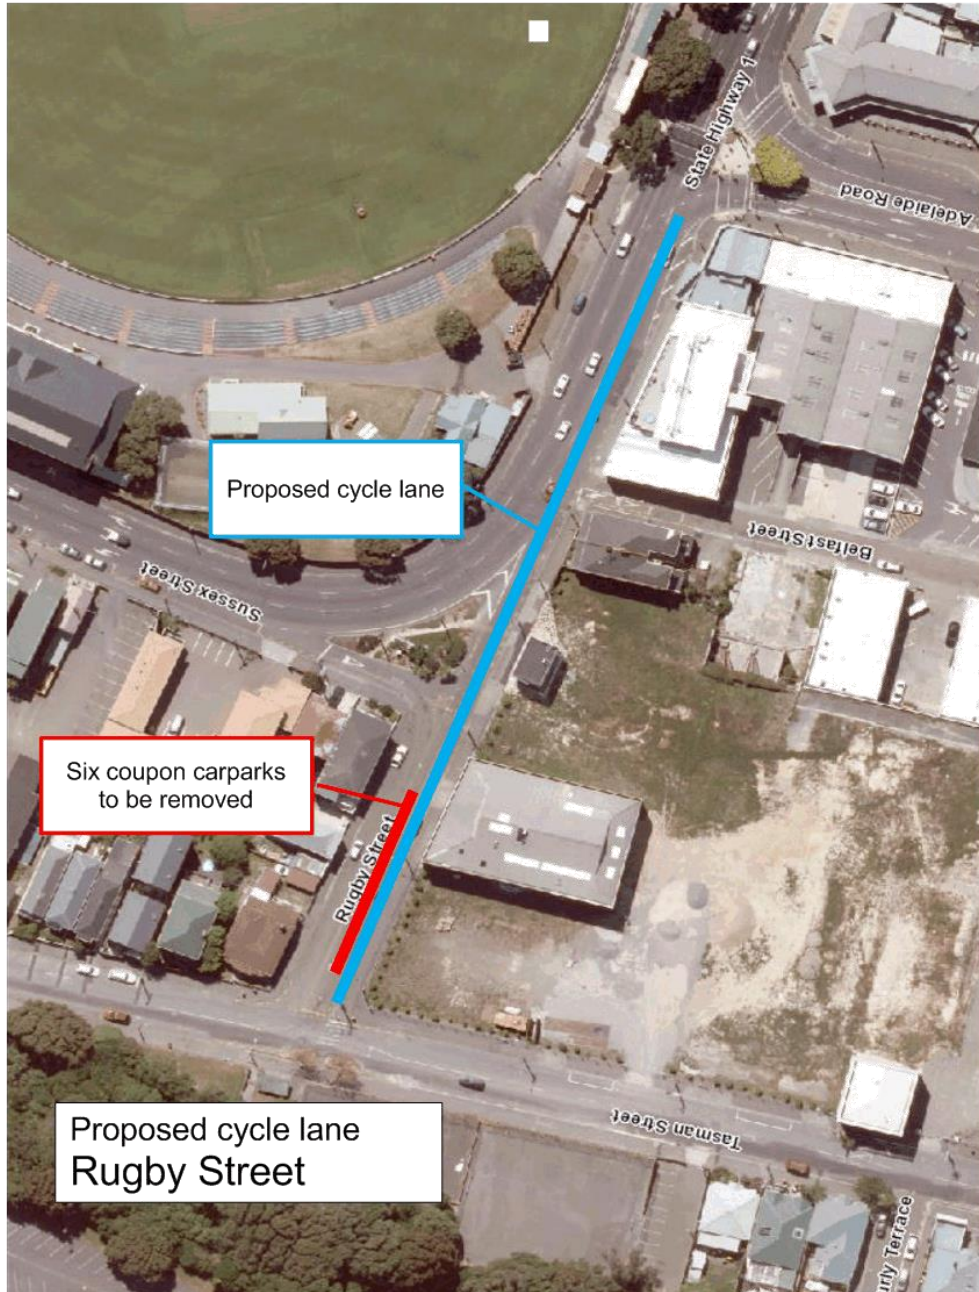 State Highway 1
Adelaide Road
Proposed cycle lane
Belfast Street
Sussex Street
Six coupon carparks
to be removed
Rugby Street
Proposed cycle lane
Rugby Street
Tasman Street
Terrace